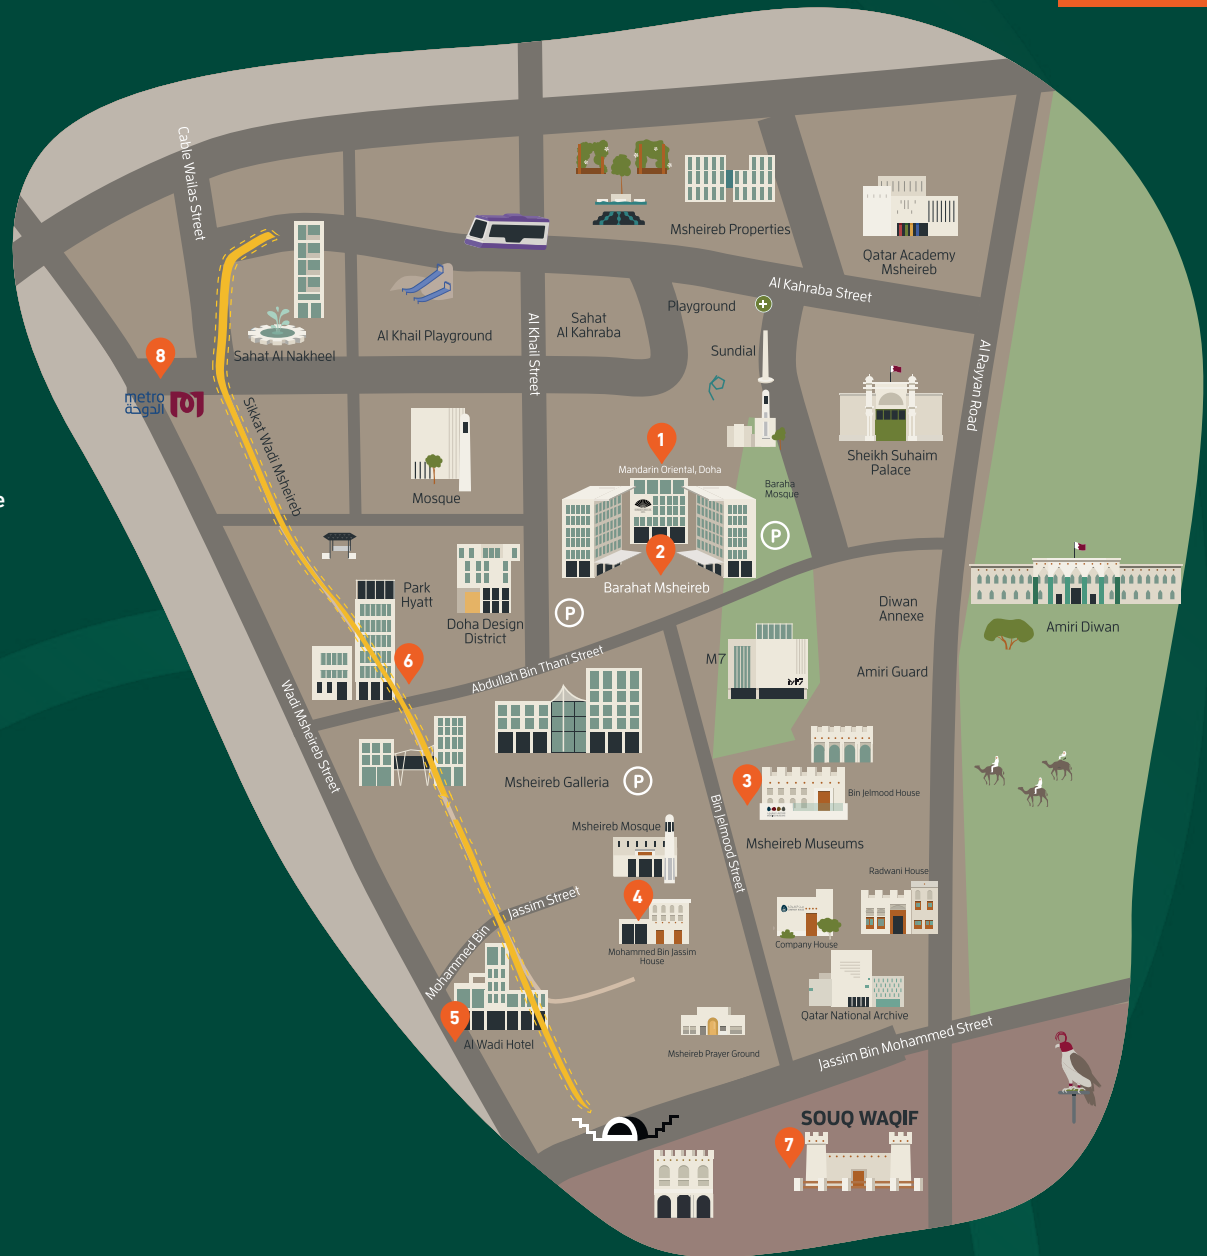 Cable Wailas Street
Msheireb Properties
Qatar Academy
Msheireb
Al Kahraba Street
Playground
Sahat
Al Kahraba
Al Khail Playground
Al Khail Street
Sundial
Sahat Al Nakheel
8
metro
الدوحة
Sikkat Wadi Msheireb
Al Rayyan Road
Sheikh Suhaim
Palace
1
Mandarin Oriental, Doha
Mosque
Baraha
Mosque
P
2
Barahat Msheireb
e
Park
Hyatt
Doha Design
District
P
Diwan
Annexe
Amiri Diwan
6
Abdullah Bin Thani Street
M7
M7
Amiri Guard
Wadi Msheireb Street
Msheireb Galleria
P
3
Bin Jelmood House
Bin Jelmood Street
Msheireb Mosque
Msheireb Museums
Radwani House
4
Mohammed Bin Jassim Street
Company House
Mohammed Bin Jassim
House
5
Al Wadi Hotel
Qatar National Archive
Msheireb Prayer Ground
Jassim Bin Mohammed Street
SOUQ WAQIF
7